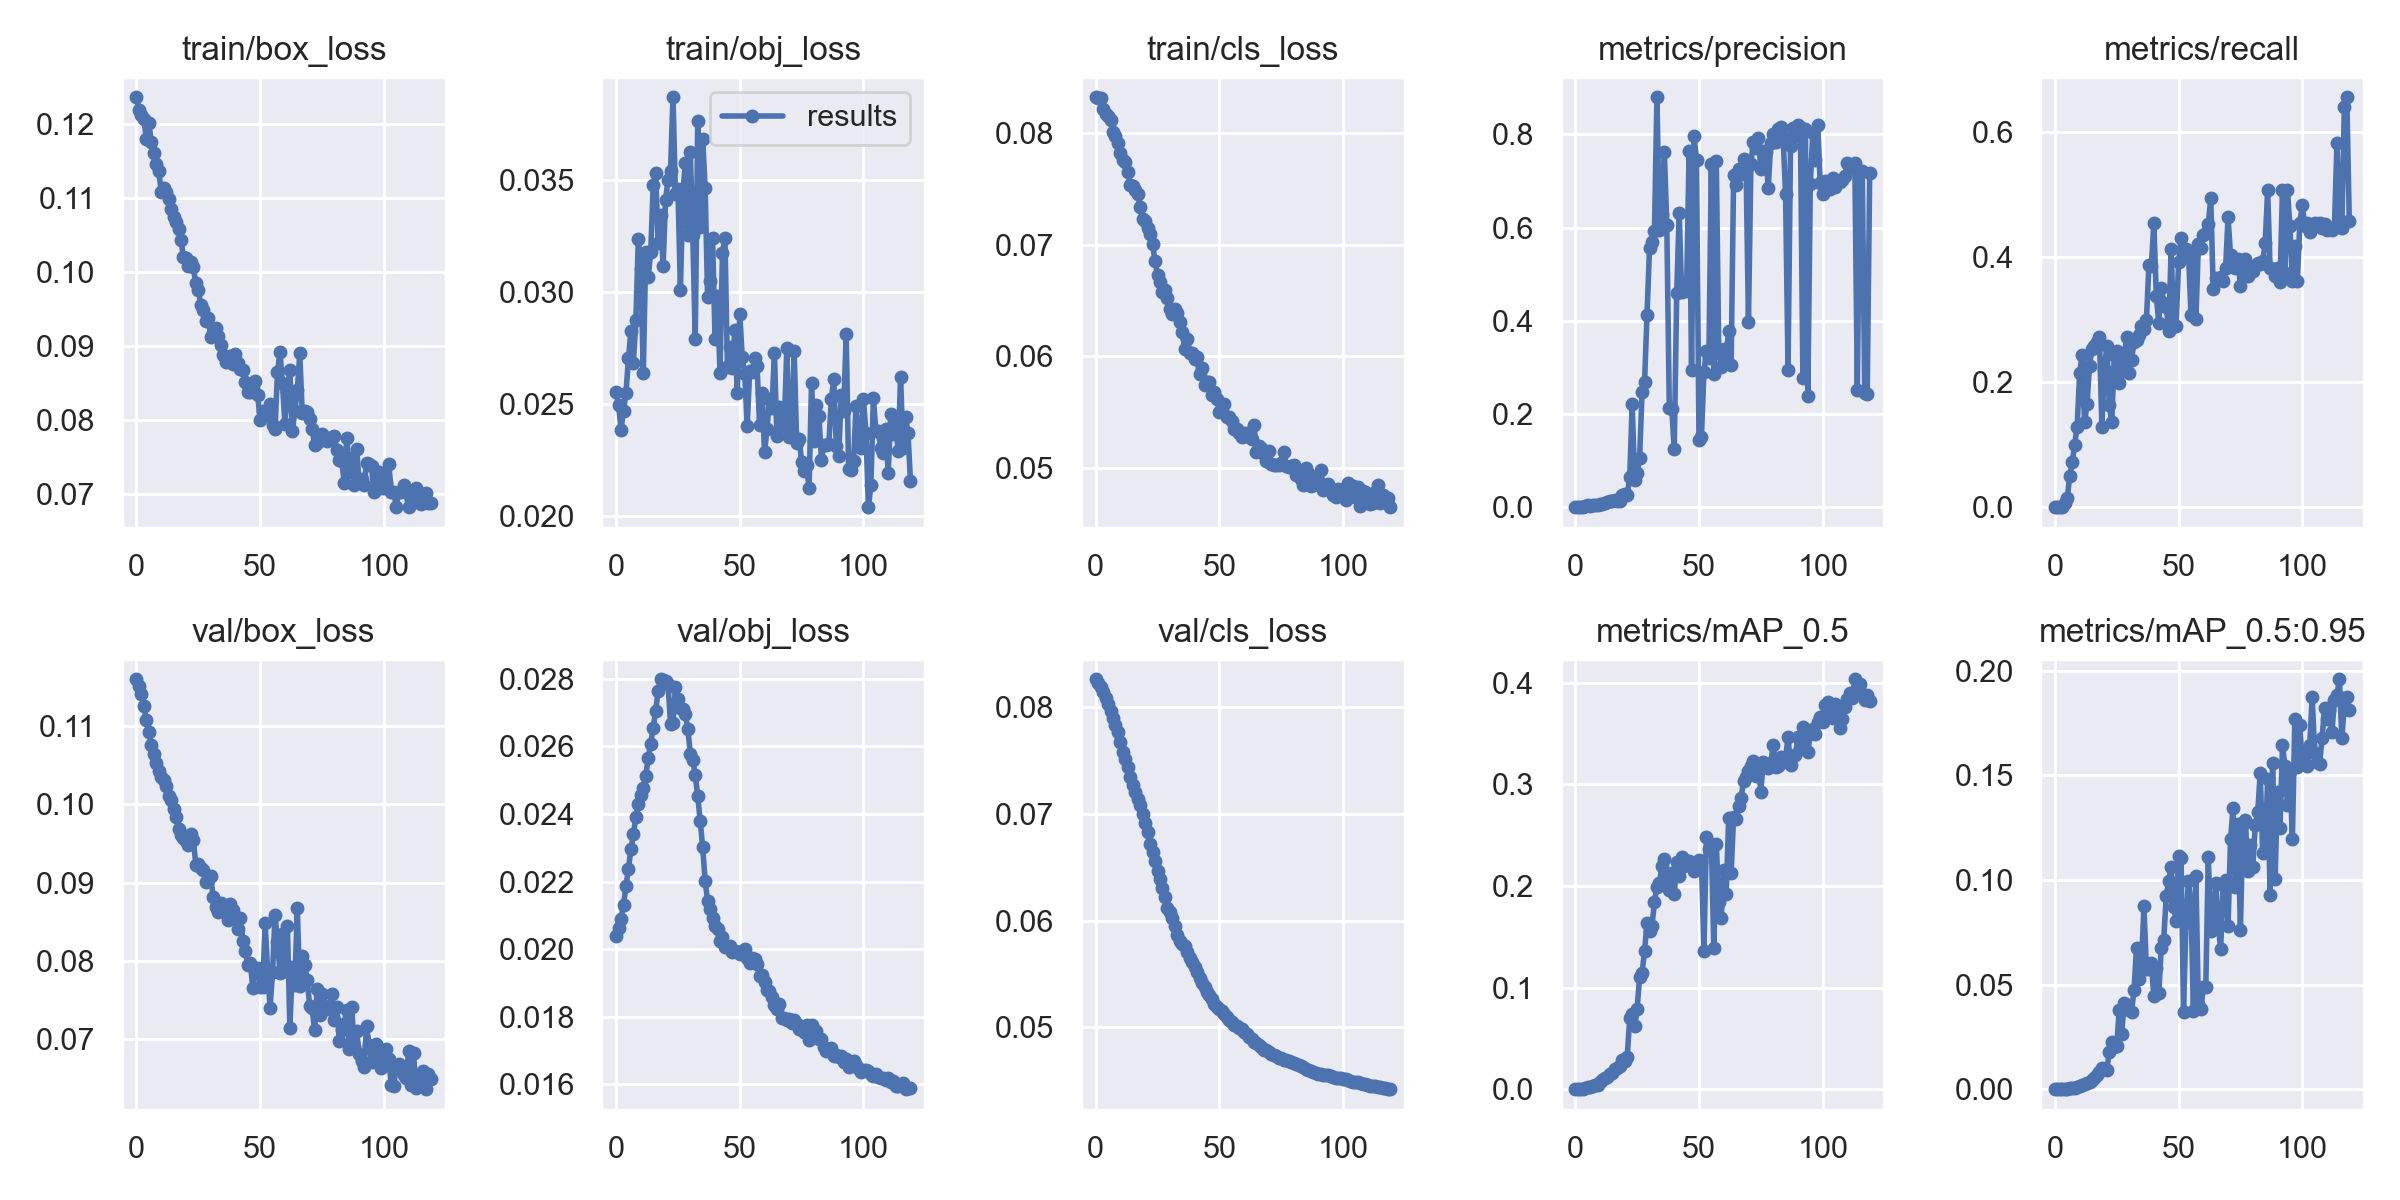 train/box_loss
0.12
0.11
0.10
0.09
0.08
0.07
0 50 100
train/obj_loss
results
0.035
0.030
0.025
0.020
0 50 100
train/cls_loss
0.08
0.07
0.06
0.05
0 50 100
metrics/precision
0.8
0.6
0.4
0.2
0.0
0 50 100
metrics/recall
0.6
0.4
0.2
0.0
0 50 100
val/box_loss
0.11
0.10
0.09
0.08
0.07
0 50 100
val/obj_loss
0.028
0.026
0.024
0.022
0.020
0.018
0.016
0 50 100
val/cls_loss
0.08
0.07
0.06
0.05
0 50 100
metrics/mAP_0.5
0.4
0.3
0.2
0.1
0.0
0 50 100
metrics/mAP_0.5:0.95
0.20
0.15
0.10
0.05
0.00
0 50 100